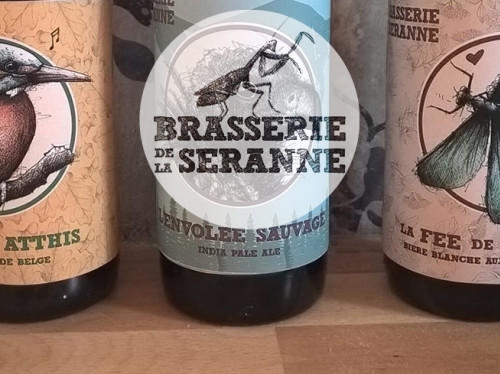 BRASSERIE
DE LA SERANNE
ATTHIS
DE BELGE
L'ENVOLEE SAUVAGE
INDIA PALE ALE
BRASSERIE
SERANNE
LA FEE DE
BIERE BLANCHE AUX